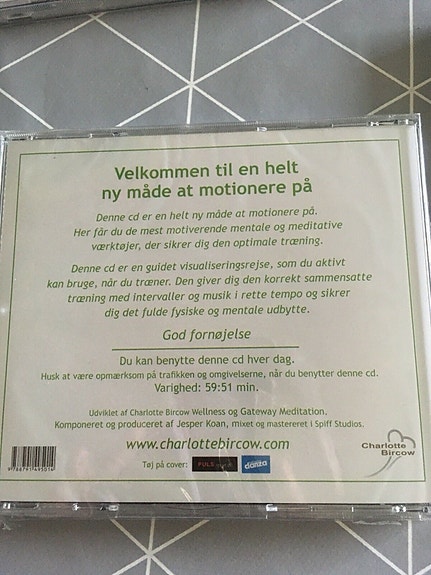 Velkommen til en helt
ny måde at motionere på
Denne cd er en helt ny måde at motionere på.
Her får du de mest motiverende mentale og meditative
værktøjer, der sikrer dig den optimale træning.
Denne cd er en guidet visualiseringsrejse, som du aktivt
kan bruge, når du træner. Den giver dig den korrekt sammensatte
træning med intervaller og musik i rette tempo og sikrer
dig det fulde fysiske og mentale udbytte.
God fornøjelse
Du kan benytte denne cd hver dag.
Husk at være opmærksom på trafikken og omgivelserne, når du benytter denne cd.
Varighed: 59:51 min.
Udviklet af Charlotte Bircow Wellness og Gateway Meditation.
Komponeret og produceret af Jesper Koan, mixet og mastereret i Spiff Studios.
www.charlottebircow.com
Charlotte
Bircow
Tøj på cover:
PULS
danza